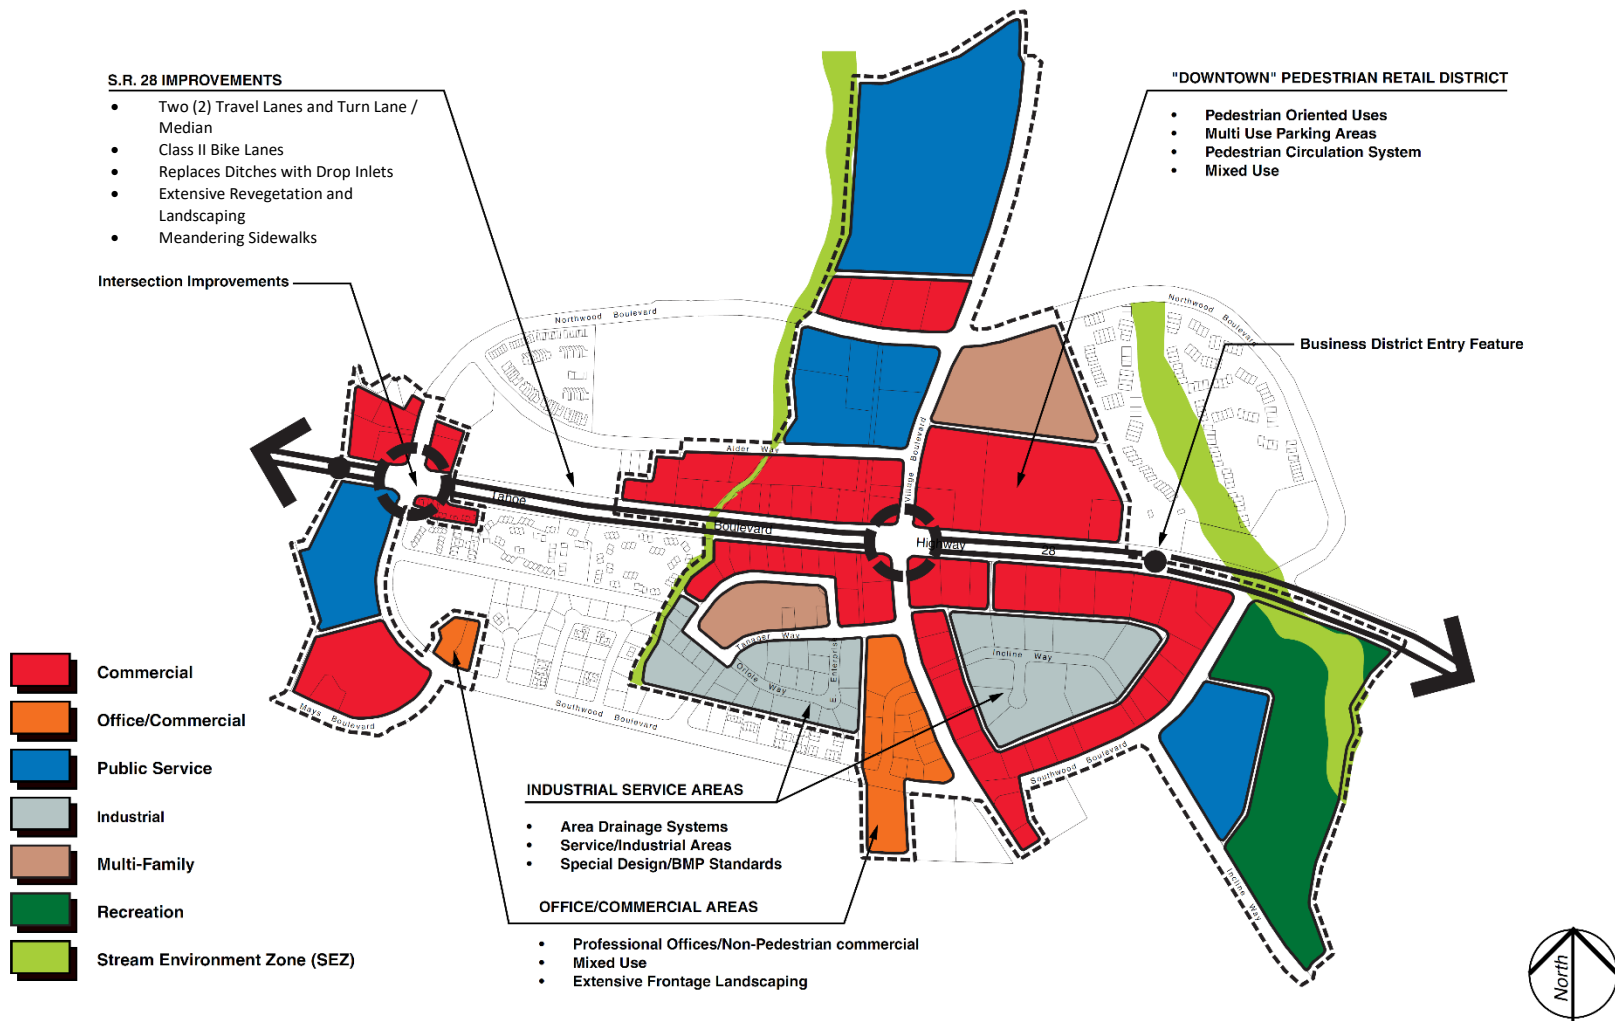 S.R. 28 IMPROVEMENTS
• Two (2) Travel Lanes and Turn Lane /
Median
• Class II Bike Lanes
• Replaces Ditches with Drop Inlets
• Extensive Revegetation and
Landscaping
• Meandering Sidewalks
Intersection Improvements
"DOWNTOWN" PEDESTRIAN RETAIL DISTRICT
• Pedestrian Oriented Uses
• Multi Use Parking Areas
• Pedestrian Circulation System
• Mixed Use
Business District Entry Feature
Northwood Boulevard
Northwood Boulevard
Alder Way
Village Boulevard
Tahoe
Boulevard
Highway
28
Tanager Way
Oriole Way
E Enterprise
Incline Way
Southwood Boulevard
Southwood Boulevard
Mays Boulevard
Incline Way
Commercial
Office/Commercial
Public Service
Industrial
Multi-Family
Recreation
Stream Environment Zone (SEZ)
INDUSTRIAL SERVICE AREAS
• Area Drainage Systems
• Service/Industrial Areas
• Special Design/BMP Standards
OFFICE/COMMERCIAL AREAS
• Professional Offices/Non-Pedestrian commercial
• Mixed Use
• Extensive Frontage Landscaping
North